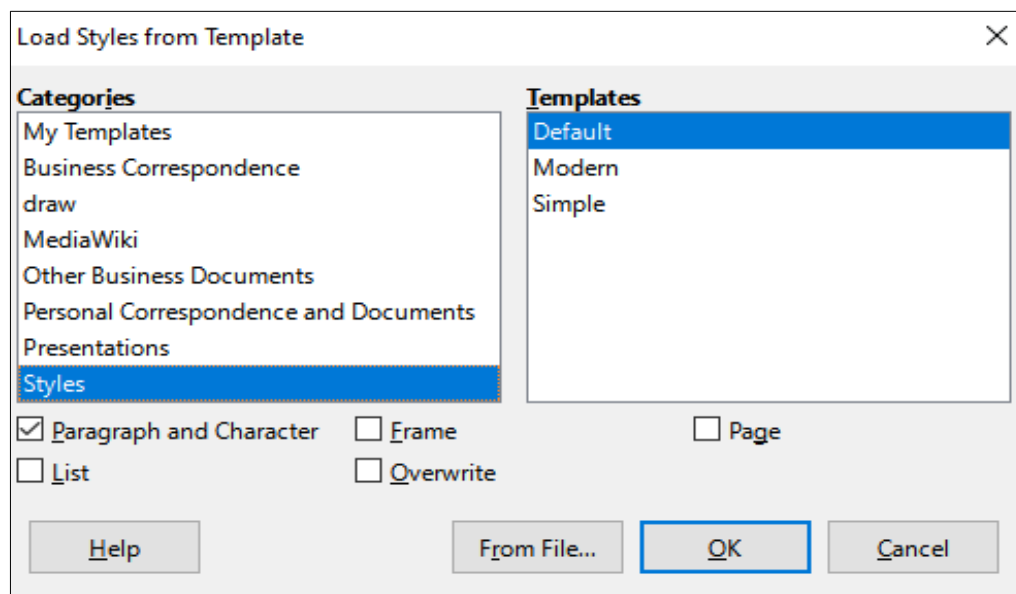 Load Styles from Template
Categories
My Templates
Business Correspondence
draw
MediaWiki
Other Business Documents
Personal Correspondence and Documents
Presentations
Styles
Templates
Default
Modern
Simple
Paragraph and Character
Frame
Page
List
Overwrite
Help
From File...
OK
Cancel